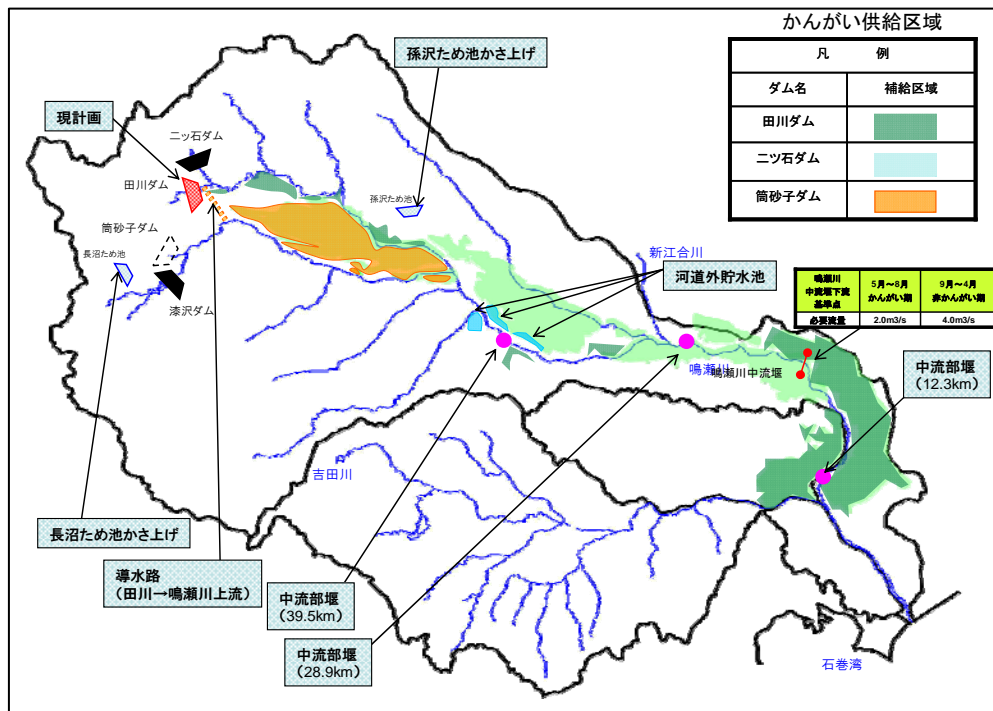 かんがい供給区域
凡 例
ダム名 補給区域
田川ダム
二ツ石ダム
筒砂子ダム
孫沢ため池かさ上げ
現計画
二ッ石ダム
田川ダム
孫沢ため池
筒砂子ダム
長沼ため池
漆沢ダム
新江合川
河道外貯水池
鳴瀬川
中流堰下流
基準点
5月~8月
かんがい期
9月~4月
非かんがい期
必要流量 2.0m3/s 4.0m3/s
鳴瀬川
鳴瀬川中流堰
中流部堰
(12.3km)
吉田川
長沼ため池かさ上げ
導水路
(田川→鳴瀬川上流)
中流部堰
(39.5km)
中流部堰
(28.9km)
石巻湾